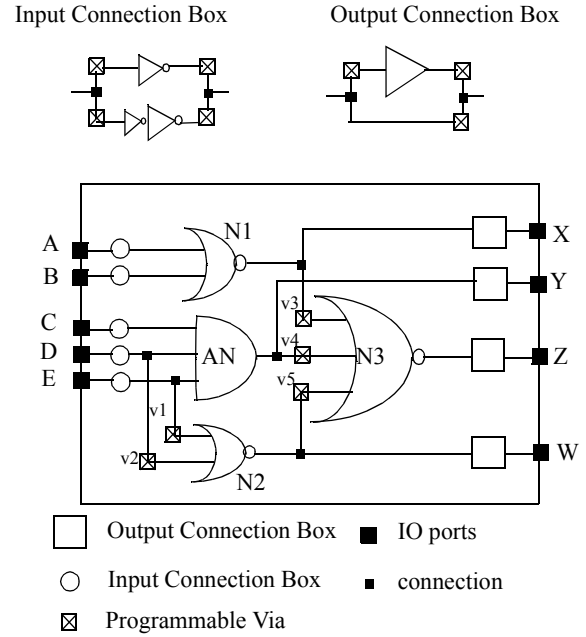 Input Connection Box
Output Connection Box
A
B
C
D
E
N1
AN
N2
N3
v1
v2
v3
v4
v5
X
Y
Z
W
Output Connection Box
IO ports
Input Connection Box
connection
Programmable Via